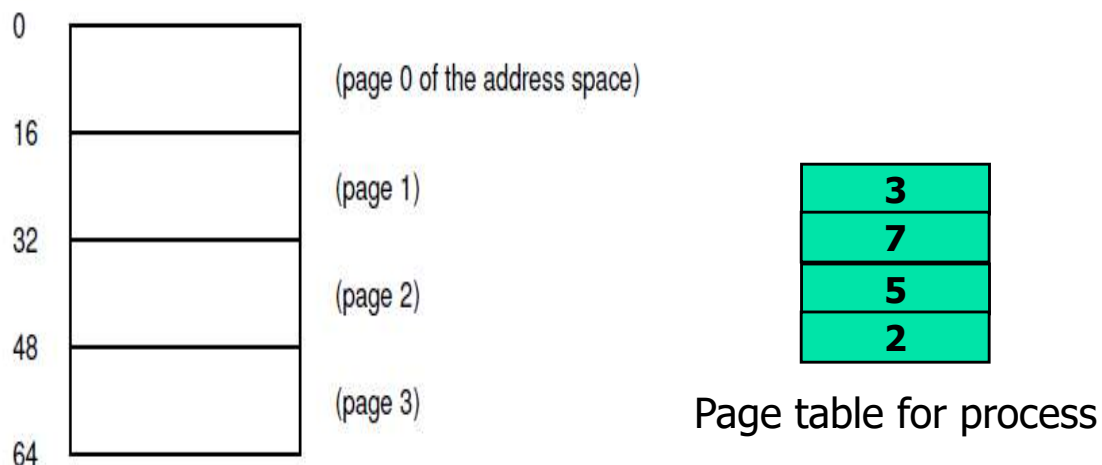 0
(page 0 of the address space)
16
(page 1)
32
(page 2)
48
(page 3)
64
3
7
5
2
Page table for process